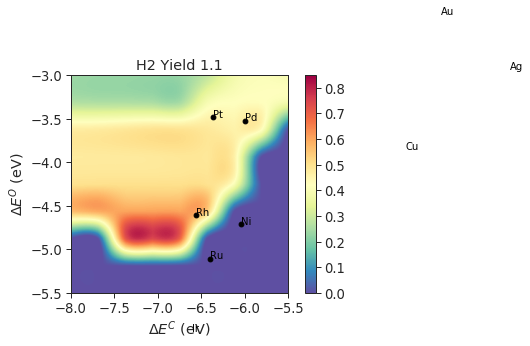 Au
Ag
H2 Yield 1.1
−3.0
−3.5
−4.0
−4.5
−5.0
−5.5
ΔE^O (eV)
Pt
Pd
Cu
Rh
Ni
Ru
0.8
0.7
0.6
0.5
0.4
0.3
0.2
0.1
0.0
−8.0 −7.5 −7.0 −6.5 −6.0 −5.5
ΔE^C (eV)
Ir